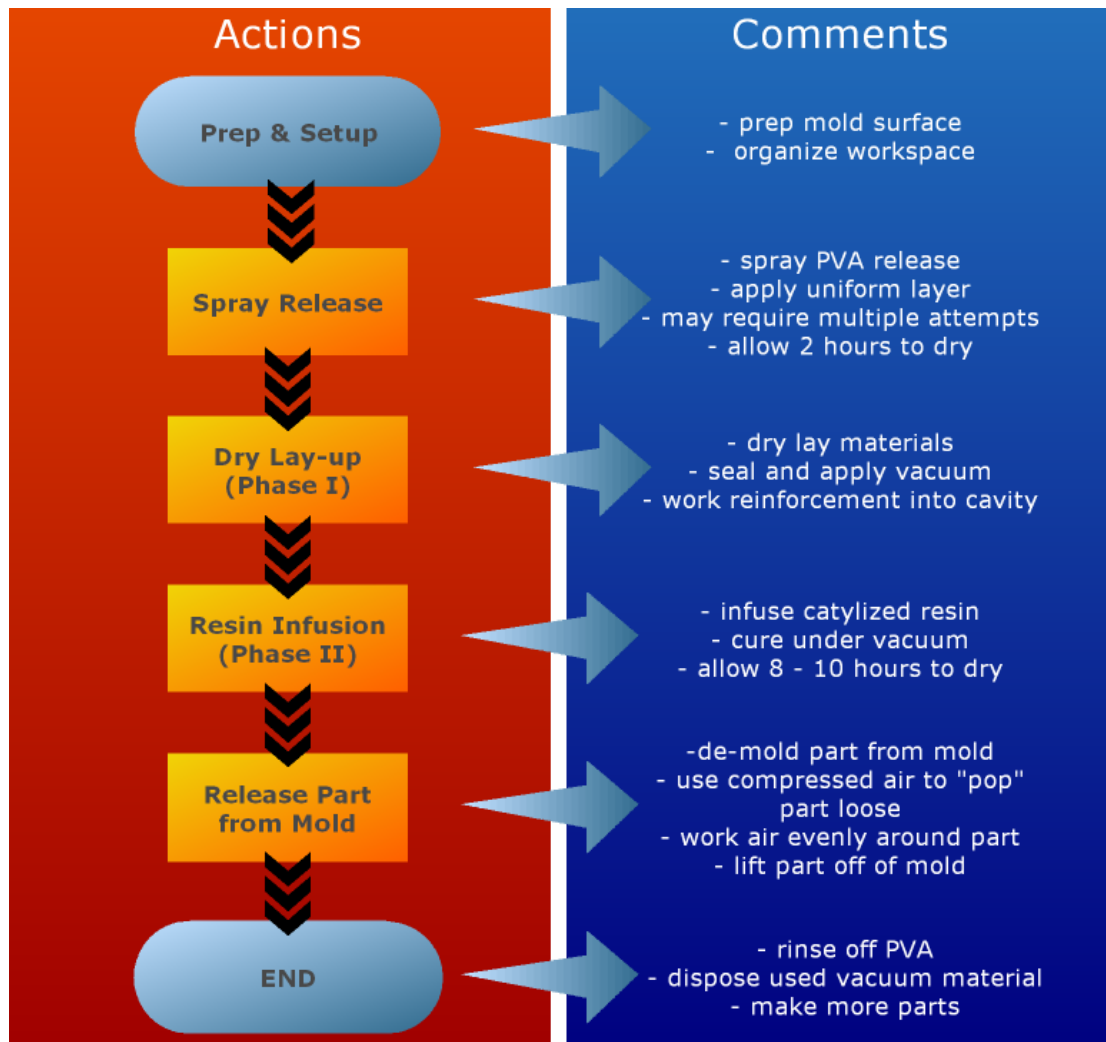 Actions
Comments
Prep & Setup
- prep mold surface
- organize workspace
Spray Release
- spray PVA release
- apply uniform layer
- may require multiple attempts
- allow 2 hours to dry
Dry Lay-up
(Phase I)
- dry lay materials
- seal and apply vacuum
- work reinforcement into cavity
Resin Infusion
(Phase II)
- infuse catylized resin
- cure under vacuum
- allow 8 - 10 hours to dry
Release Part
from Mold
-de-mold part from mold
- use compressed air to "pop"
part loose
- work air evenly around part
- lift part off of mold
END
- rinse off PVA
- dispose used vacuum material
- make more parts